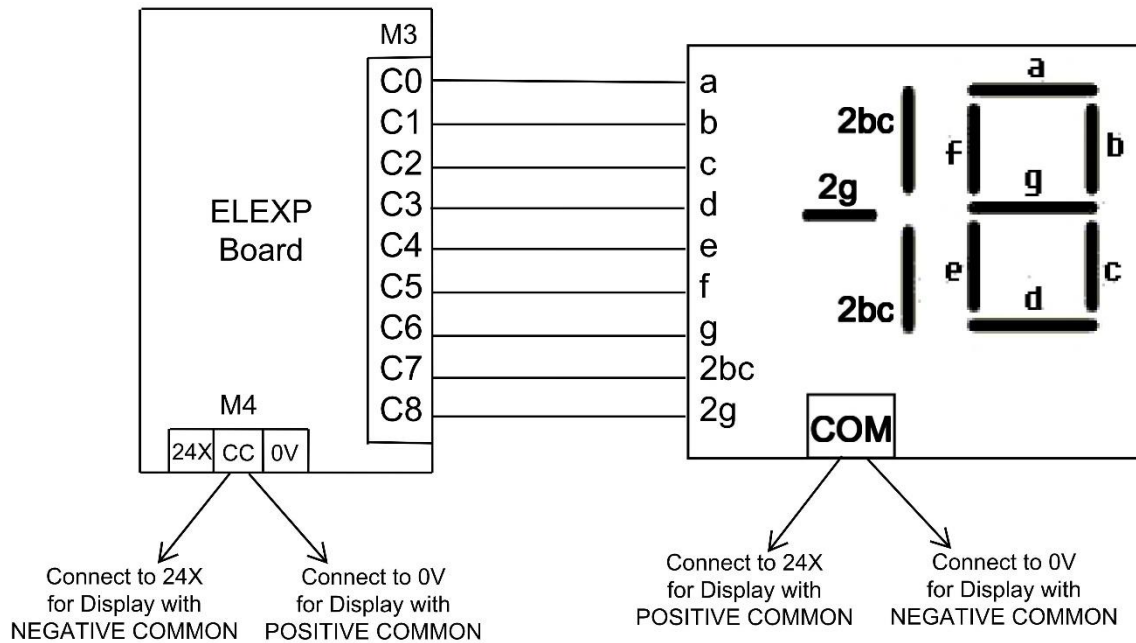 M3
C0
C1
C2
C3
C4
C5
C6
C7
C8
ELEXP
Board
M4
24X CC 0V
Connect to 24X
for Display with
NEGATIVE COMMON
Connect to 0V
for Display with
POSITIVE COMMON
a
b
c
d
e
f
g
2bc
2g
a
2bc
f
b
g
2g
e
c
d
2bc
COM
Connect to 24X
for Display with
POSITIVE COMMON
Connect to 0V
for Display with
NEGATIVE COMMON